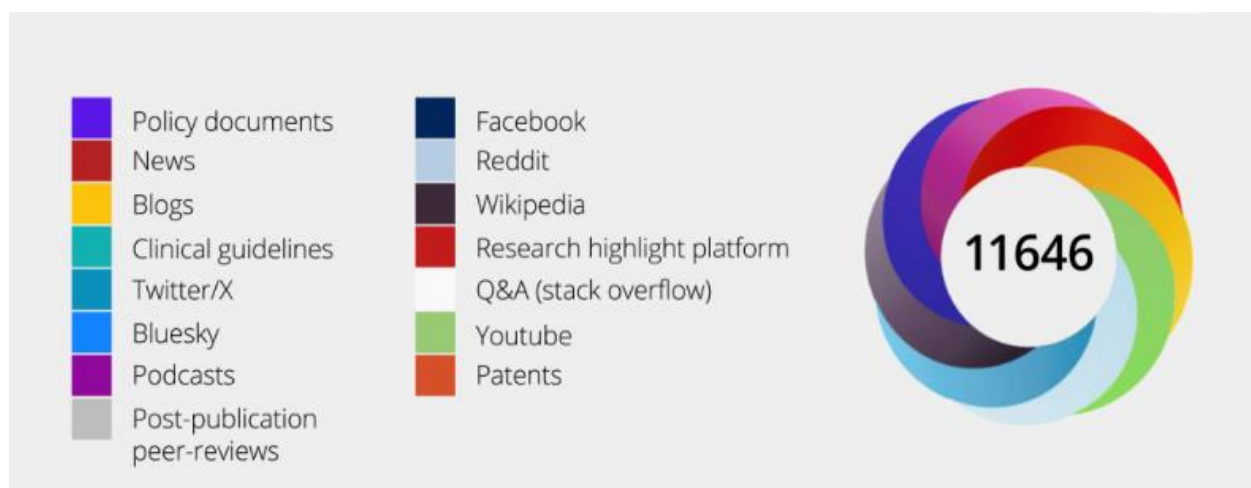 Policy documents
News
Blogs
Clinical guidelines
Twitter/X
Bluesky
Podcasts
Post-publication
peer-reviews
Facebook
Reddit
Wikipedia
Research highlight platform
Q&A (stack overflow)
Youtube
Patents
11646